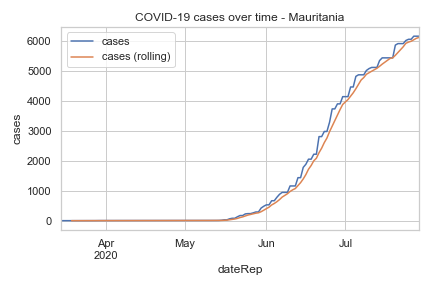 COVID-19 cases over time - Mauritania
cases
cases (rolling)
6000
5000
4000
3000
2000
1000
0
cases
Apr
2020
May
Jun
Jul
dateRep